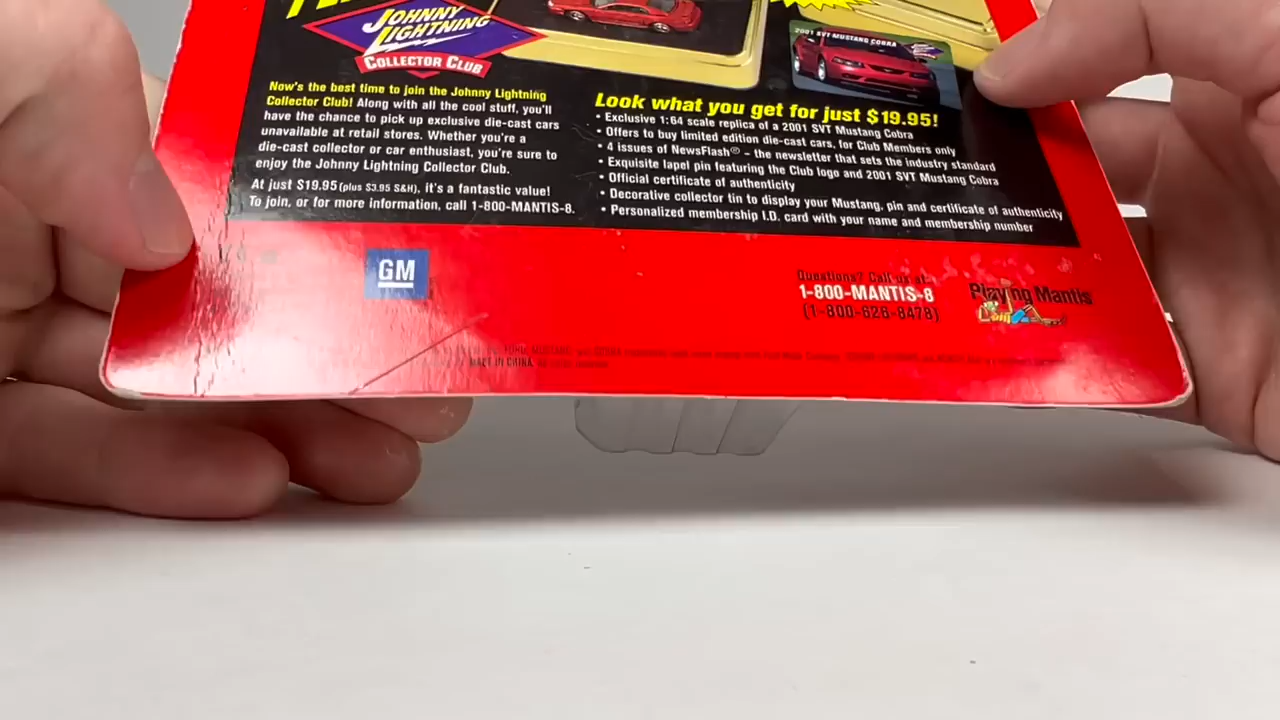 JOHNNY
LIGHTNING
COLLECTOR CLUB
2001 SVT MUSTANG COBRA
Now's the best time to join the Johnny Lightning
Collector Club! Along with all the cool stuff, you'll
have the chance to pick up exclusive die-cast cars
unavailable at retail stores. Whether you're a
die-cast collector or car enthusiast, you're sure to
enjoy the Johnny Lightning Collector Club.
At just $19.95 (plus $3.95 S&H), it's a fantastic value!
To join, or for more information, call 1-800-MANTIS-8.
Look what you get for just $19.95!
• Exclusive 1:64 scale replica of a 2001 SVT Mustang Cobra
• Offers to buy limited edition die-cast cars, for Club Members only
• 4 issues of NewsFlash® – the newsletter that sets the industry standard
• Exquisite lapel pin featuring the Club logo and 2001 SVT Mustang Cobra
• Official certificate of authenticity
• Decorative collector tin to display your Mustang, pin and certificate of authenticity
• Personalized membership I.D. card with your name and membership number
GM
Questions? Call us at:
1-800-MANTIS-8
(1-800-626-8478)
Playing Mantis
MADE IN CHINA.